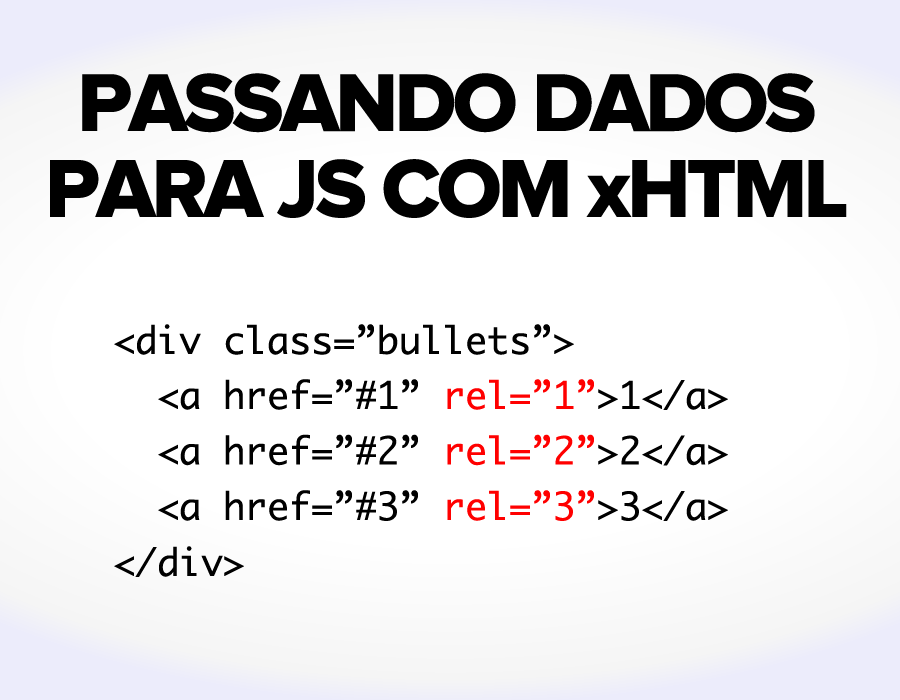 PASSANDO DADOS
PARA JS COM xHTML
<div class=”bullets”>
<a href=”#1” rel=”1”>1</a>
<a href=”#2” rel=”2”>2</a>
<a href=”#3” rel=”3”>3</a>
</div>